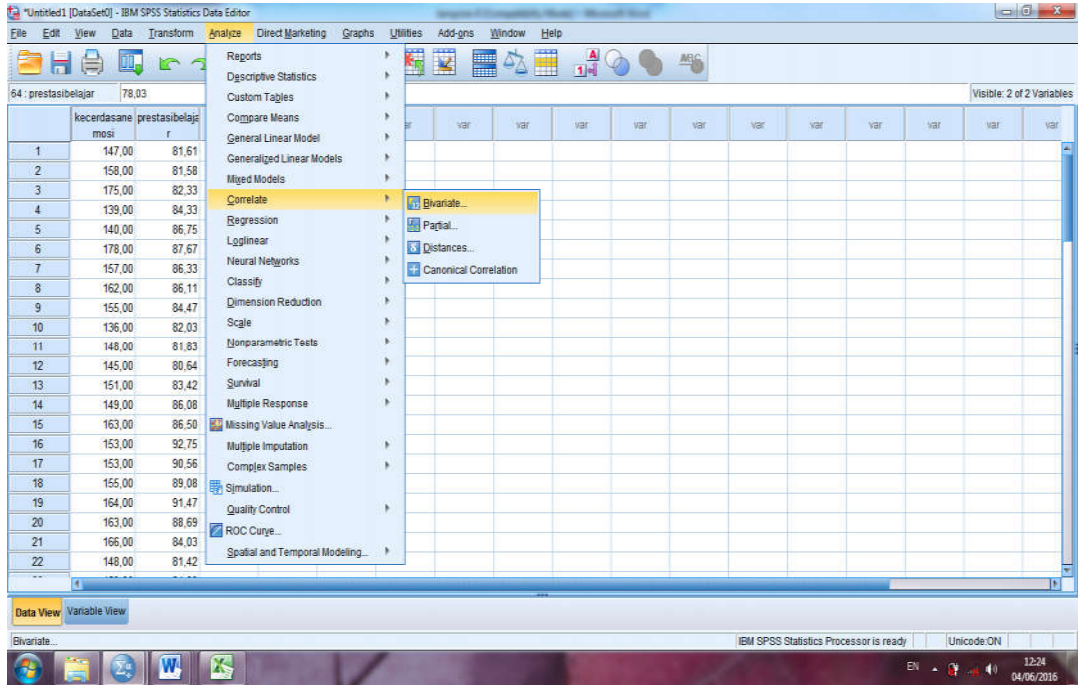 *Untitled1 [DataSet0] - IBM SPSS Statistics Data Editor
File Edit View Data Transform Analyze Direct Marketing Graphs Utilities Add-ons Window Help
64 : prestasibelajar 78,03 Visible: 2 of 2 Variables
kecerdasane mosi prestasibelaja r var var var var var var var var var var
1 147,00 81,61
2 158,00 81,58
3 175,00 82,33
4 139,00 84,33
5 140,00 86,75
6 178,00 87,67
7 157,00 86,33
8 162,00 86,11
9 155,00 84,47
10 136,00 82,03
11 148,00 81,83
12 145,00 80,64
13 151,00 83,42
14 149,00 86,08
15 163,00 86,50
16 153,00 92,75
17 153,00 90,56
18 155,00 89,08
19 164,00 91,47
20 163,00 88,69
21 166,00 84,03
22 148,00 81,42
Reports
Descriptive Statistics
Custom Tables
Compare Means
General Linear Model
Generalized Linear Models
Mixed Models
Correlate
Regression
Loglinear
Neural Networks
Classify
Dimension Reduction
Scale
Nonparametric Tests
Forecasting
Survival
Multiple Response
Missing Value Analysis...
Multiple Imputation
Complex Samples
Simulation...
Quality Control
ROC Curve...
Spatial and Temporal Modeling...
Bivariate...
Partial...
Distances...
Canonical Correlation
Data View Variable View
Bivariate... IBM SPSS Statistics Processor is ready Unicode:ON
EN 12:24
04/06/2016